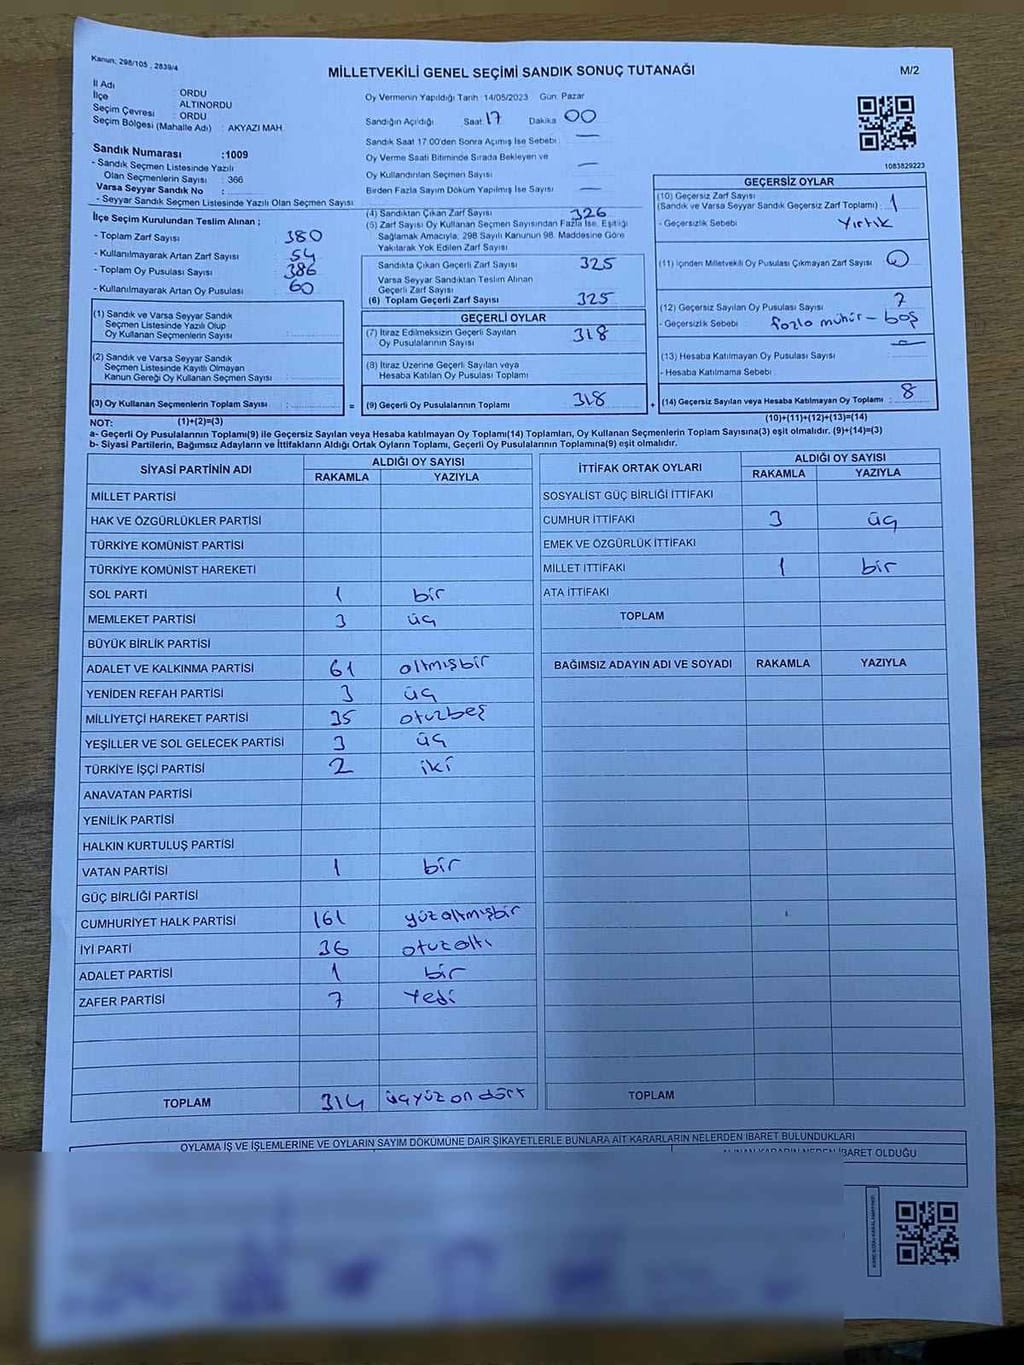 Kanun, 298/105 , 2839/4
MİLLETVEKİLİ GENEL SEÇİMİ SANDIK SONUÇ TUTANAĞI
M/2
İl Adı : ORDU
İlçe : ALTINORDU
Seçim Çevresi : ORDU
Seçim Bölgesi (Mahalle Adı) : AKYAZI MAH.
Sandık Numarası :1009
- Sandık Seçmen Listesinde Yazılı
Olan Seçmenlerin Sayısı : 366
Varsa Seyyar Sandık No :
- Seyyar Sandık Seçmen Listesinde Yazılı Olan Seçmen Sayısı :
Oy Vermenin Yapıldığı Tarih: 14/05/2023 Gün: Pazar
Sandığın Açıldığı Saat: 17 Dakika: 00
Sandık Saat 17:00'den Sonra Açılmış İse Sebebi : —
Oy Verme Saati Bitiminde Sırada Bekleyen ve
Oy Kullandırılan Seçmen Sayısı : —
Birden Fazla Sayım Döküm Yapılmış İse Sayısı : —
1083829223
İlçe Seçim Kurulundan Teslim Alınan ;
- Toplam Zarf Sayısı : 380
- Kullanılmayarak Artan Zarf Sayısı : 54
- Toplam Oy Pusulası Sayısı : 386
- Kullanılmayarak Artan Oy Pusulası : 60
(1) Sandık ve Varsa Seyyar Sandık
Seçmen Listesinde Yazılı Olup
Oy Kullanan Seçmenlerin Sayısı :
(2) Sandık ve Varsa Seyyar Sandık
Seçmen Listesinde Kayıtlı Olmayan
Kanun Gereği Oy Kullanan Seçmen Sayısı :
(3) Oy Kullanan Seçmenlerin Toplam Sayısı :
(1)+(2)=(3)
(4) Sandıktan Çıkan Zarf Sayısı : 326
(5) Zarf Sayısı Oy Kullanan Seçmen Sayısından Fazla İse, Eşitliği
Sağlamak Amacıyla, 298 Sayılı Kanunun 98. Maddesine Göre
Yakılarak Yok Edilen Zarf Sayısı
Sandıkta Çıkan Geçerli Zarf Sayısı : 325
Varsa Seyyar Sandıktan Teslim Alınan
Geçerli Zarf Sayısı :
(6) Toplam Geçerli Zarf Sayısı : 325
GEÇERLİ OYLAR
(7) İtiraz Edilmeksizin Geçerli Sayılan
Oy Pusulalarının Sayısı : 318
(8) İtiraz Üzerine Geçerli Sayılan veya
Hesaba Katılan Oy Pusulası Toplamı :
= (9) Geçerli Oy Pusulalarının Toplamı : 318
GEÇERSİZ OYLAR
(10) Geçersiz Zarf Sayısı
(Sandık ve Varsa Seyyar Sandık Geçersiz Zarf Toplamı) : 1
- Geçersizlik Sebebi : Yırtık
(11) İçinden Milletvekili Oy Pusulası Çıkmayan Zarf Sayısı : 0
(12) Geçersiz Sayılan Oy Pusulası Sayısı : 7
- Geçersizlik Sebebi : fazla mühür – boş
(13) Hesaba Katılmayan Oy Pusulası Sayısı : —
- Hesaba Katılmama Sebebi :
+ (14) Geçersiz Sayılan veya Hesaba Katılmayan Oy Toplamı : 8
(10)+(11)+(12)+(13)=(14)
NOT:
a- Geçerli Oy Pusulalarının Toplamı(9) ile Geçersiz Sayılan veya Hesaba katılmayan Oy Toplamı(14) Toplamları, Oy Kullanan Seçmenlerin Toplam Sayısına(3) eşit olmalıdır. (9)+(14)=(3)
b- Siyasi Partilerin, Bağımsız Adayların ve İttifakların Aldığı Ortak Oyların Toplamı, Geçerli Oy Pusulalarının Toplamına(9) eşit olmalıdır.
SİYASİ PARTİNİN ADI ALDIĞI OY SAYISI
RAKAMLA YAZIYLA
MİLLET PARTİSİ
HAK VE ÖZGÜRLÜKLER PARTİSİ
TÜRKİYE KOMÜNİST PARTİSİ
TÜRKİYE KOMÜNİST HAREKETİ
SOL PARTİ 1 bir
MEMLEKET PARTİSİ 3 üç
BÜYÜK BİRLİK PARTİSİ
ADALET VE KALKINMA PARTİSİ 61 altmışbir
YENİDEN REFAH PARTİSİ 3 üç
MİLLİYETÇİ HAREKET PARTİSİ 35 otuzbeş
YEŞİLLER VE SOL GELECEK PARTİSİ 3 üç
TÜRKİYE İŞÇİ PARTİSİ 2 iki
ANAVATAN PARTİSİ
YENİLİK PARTİSİ
HALKIN KURTULUŞ PARTİSİ
VATAN PARTİSİ 1 bir
GÜÇ BİRLİĞİ PARTİSİ
CUMHURİYET HALK PARTİSİ 161 yüzaltmışbir
İYİ PARTİ 36 otuzaltı
ADALET PARTİSİ 1 bir
ZAFER PARTİSİ 7 Yedi
TOPLAM 314 üçyüz on dört
İTTİFAK ORTAK OYLARI ALDIĞI OY SAYISI
RAKAMLA YAZIYLA
SOSYALİST GÜÇ BİRLİĞİ İTTİFAKI
CUMHUR İTTİFAKI 3 üç
EMEK VE ÖZGÜRLÜK İTTİFAKI
MİLLET İTTİFAKI 1 bir
ATA İTTİFAKI
TOPLAM
BAĞIMSIZ ADAYIN ADI VE SOYADI RAKAMLA YAZIYLA
TOPLAM
OYLAMA İŞ VE İŞLEMLERİNE VE OYLARIN SAYIM DÖKÜMÜNE DAİR ŞİKAYETLERLE BUNLARA AİT KARARLARIN NELERDEN İBARET BULUNDUKLARI
ALINAN KARARIN NEDEN İBARET OLDUĞU